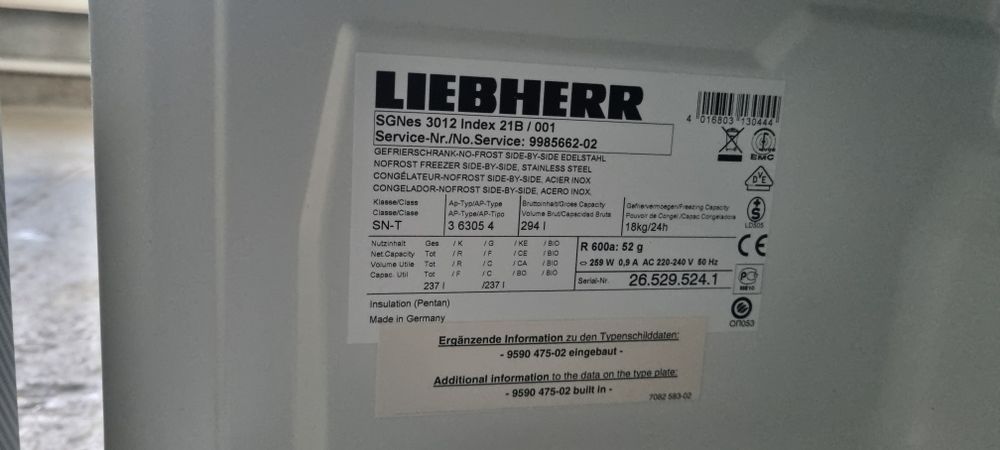 LIEBHERR
SGNes 3012 Index 21B / 001
Service-Nr./No.Service: 9985662-02
4 016803 130444
GEFRIERSCHRANK-NO-FROST SIDE-BY-SIDE EDELSTAHL
NOFROST FREEZER SIDE-BY-SIDE, STAINLESS STEEL
CONGÉLATEUR-NOFROST SIDE-BY-SIDE, ACIER INOX
CONGELADOR-NOFROST SIDE-BY-SIDE, ACERO INOX
EMC
DVE
S
LD305
CE
Klasse/Class Ap-Typ/AP-Type Bruttoinhalt/Gross Capacity Gefriervermoegen/Freezing Capacity
Classe/Clase AP-Type/AP-Tipo Volume Brut/Capacidad Bruta Pouvoir de Congel./Capac.Congeladora
SN-T 3 6305 4 294 l 18kg/24h
Nutzinhalt Ges / K / G / KE / BIO
Net.Capacity Tot / R / F / CE / BIO
Volume Utile Tot / R / C / CA / BIO
Capac. Util Tot / F / C / BO / BIO
237 l /237 l
R 600a: 52 g
259 W 0,9 A AC 220-240 V 50 Hz
Serial-Nr. 26.529.524.1
Insulation (Pentan)
Made in Germany
ME10
ОП053
Ergänzende Information zu den Typenschilddaten:
- 9590 475-02 eingebaut -
Additional information to the data on the type plate:
- 9590 475-02 built in -
7082 583-02